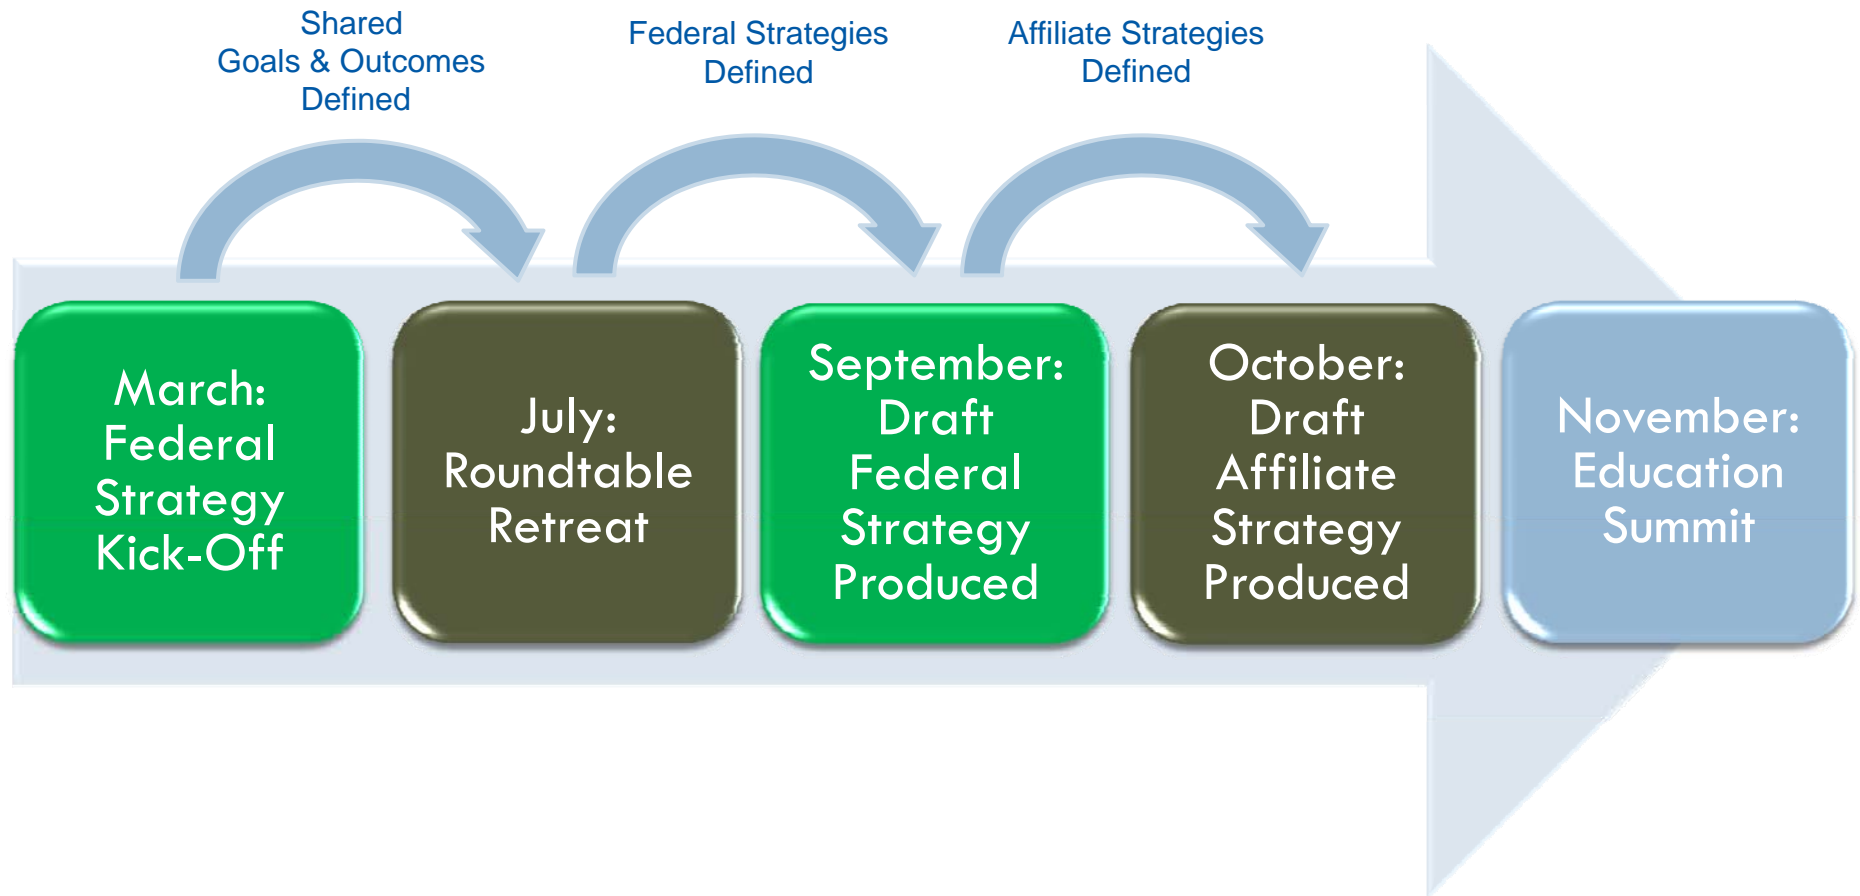 Shared
Goals & Outcomes
Defined
Federal Strategies
Defined
Affiliate Strategies
Defined
March:
Federal
Strategy
Kick-Off
July:
Roundtable
Retreat
September:
Draft
Federal
Strategy
Produced
October:
Draft
Affiliate
Strategy
Produced
November:
Education
Summit